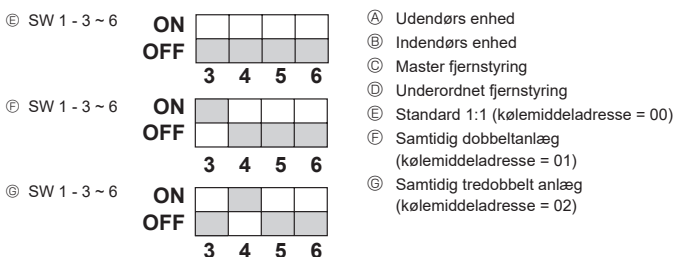 Ⓔ SW 1 - 3 ~ 6
ON
OFF
3 4 5 6
Ⓕ SW 1 - 3 ~ 6
ON
OFF
3 4 5 6
Ⓖ SW 1 - 3 ~ 6
ON
OFF
3 4 5 6
Ⓐ Udendørs enhed
Ⓑ Indendørs enhed
Ⓒ Master fjernstyring
Ⓓ Underordnet fjernstyring
Ⓔ Standard 1:1 (kølemiddeladresse = 00)
Ⓕ Samtidig dobbeltanlæg
(kølemiddeladresse = 01)
Ⓖ Samtidig tredobbelt anlæg
(kølemiddeladresse = 02)